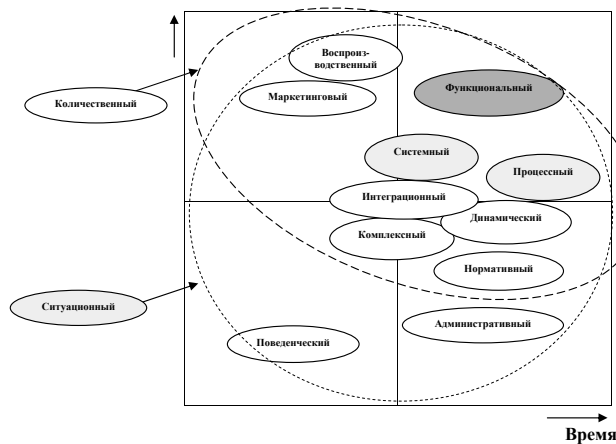 Воспроиз-
водственный
Функциональный
Маркетинговый
Количественный
Системный
Процессный
Интеграционный
Динамический
Комплексный
Нормативный
Ситуационный
Административный
Поведенческий
Время